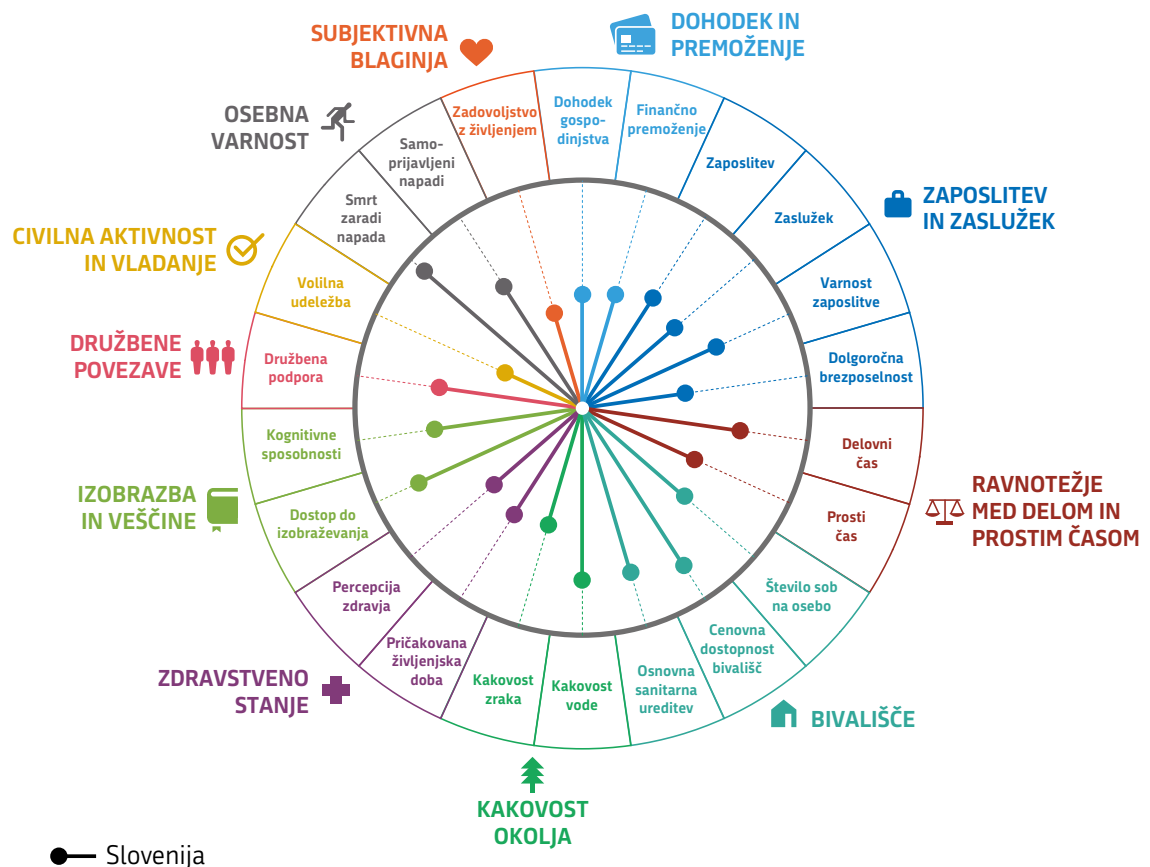 SUBJEKTIVNA
BLAGINJA
DOHODEK IN
PREMOŽENJE
OSEBNA
VARNOST
ZAPOSLITEV
IN ZASLUŽEK
CIVILNA AKTIVNOST
IN VLADANJE
DRUŽBENE
POVEZAVE
IZOBRAZBA
IN VEŠČINE
RAVNOTEŽJE
MED DELOM IN
PROSTIM ČASOM
ZDRAVSTVENO
STANJE
BIVALIŠČE
KAKOVOST
OKOLJA
Dohodek
gospo-
dinjstva
Finančno
premoženje
Zaposlitev
Zaslužek
Varnost
zaposlitve
Dolgoročna
brezposelnost
Delovni
čas
Prosti
čas
Število sob
na osebo
Cenovna
dostopnost
bivališč
Osnovna
sanitarna
ureditev
Kakovost
vode
Kakovost
zraka
Pričakovana
življenjska
doba
Percepcija
zdravja
Dostop do
izobraževanja
Kognitivne
sposobnosti
Družbena
podpora
Volilna
udeležba
Smrt
zaradi
napada
Samo-
prijavljeni
napadi
Zadovoljstvo
z življenjem
Slovenija